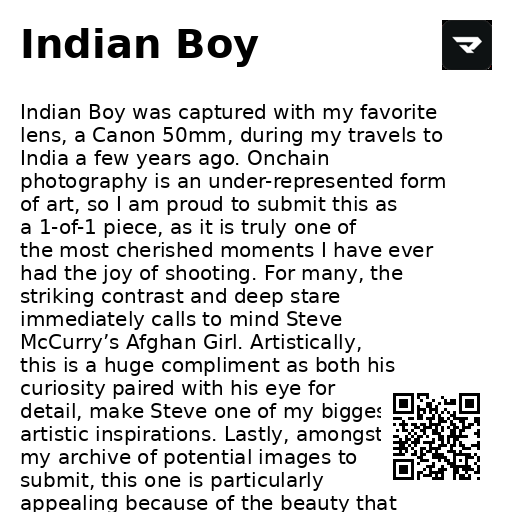 Indian Boy
Indian Boy was captured with my favorite
lens, a Canon 50mm, during my travels to
India a few years ago. Onchain
photography is an under-represented form
of art, so I am proud to submit this as
a 1-of-1 piece, as it is truly one of
the most cherished moments I have ever
had the joy of shooting. For many, the
striking contrast and deep stare
immediately calls to mind Steve
McCurry’s Afghan Girl. Artistically,
this is a huge compliment as both his
curiosity paired with his eye for
detail, make Steve one of my
artistic inspirations. Lastly, amongst
my archive of potential images to
submit, this one is particularly
appealing because of the beauty that